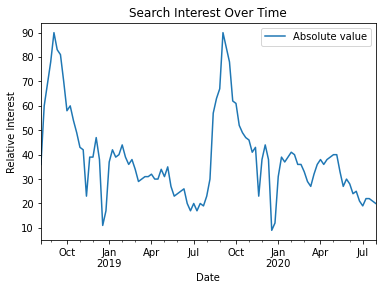 Search Interest Over Time
Absolute value
Relative Interest
90
80
70
60
50
40
30
20
10
Oct Jan Apr Jul Oct Jan Apr Jul
2019 2020
Date